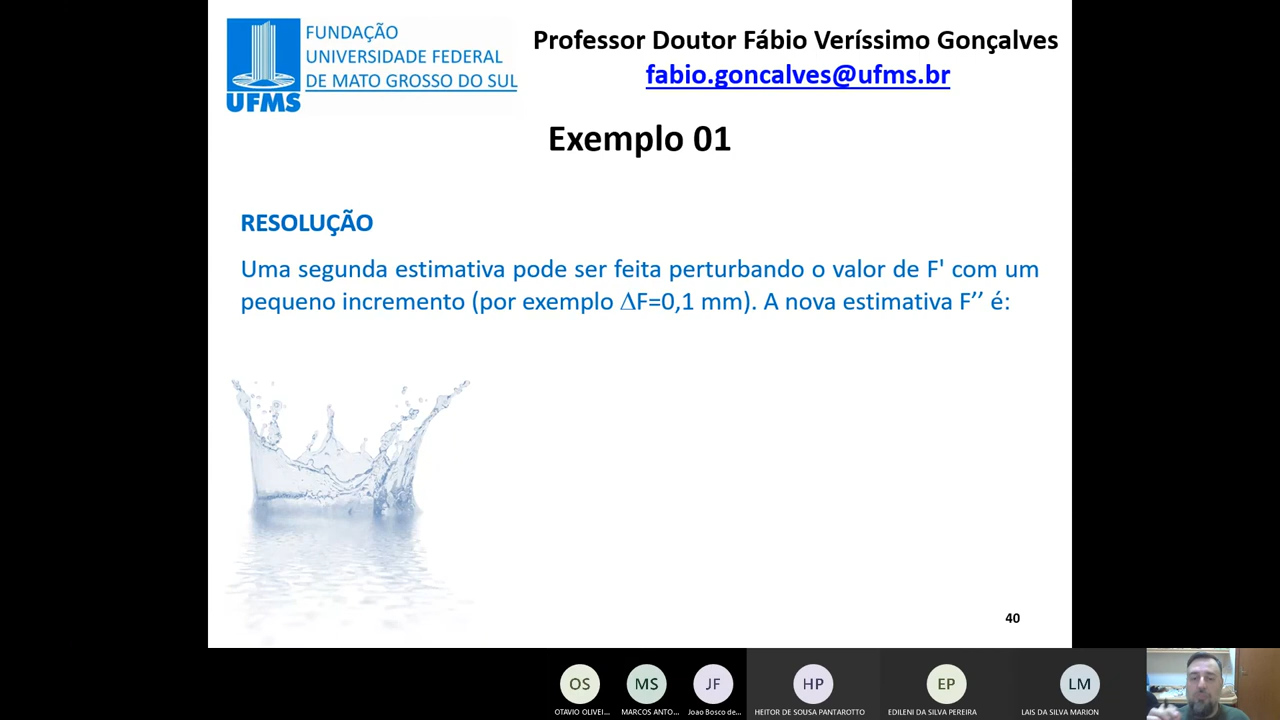 FUNDAÇÃO
UNIVERSIDADE FEDERAL
DE MATO GROSSO DO SUL
UFMS
Professor Doutor Fábio Veríssimo Gonçalves
fabio.goncalves@ufms.br
Exemplo 01
RESOLUÇÃO
Uma segunda estimativa pode ser feita perturbando o valor de F' com um
pequeno incremento (por exemplo ΔF=0,1 mm). A nova estimativa F’’ é:
40
OS
MS
JF
HP
EP
LM
OTAVIO OLIVEI...
MARCOS ANTO...
Joao Bosco de...
HEITOR DE SOUSA PANTAROTTO
EDILENI DA SILVA PEREIRA
LAIS DA SILVA MARION